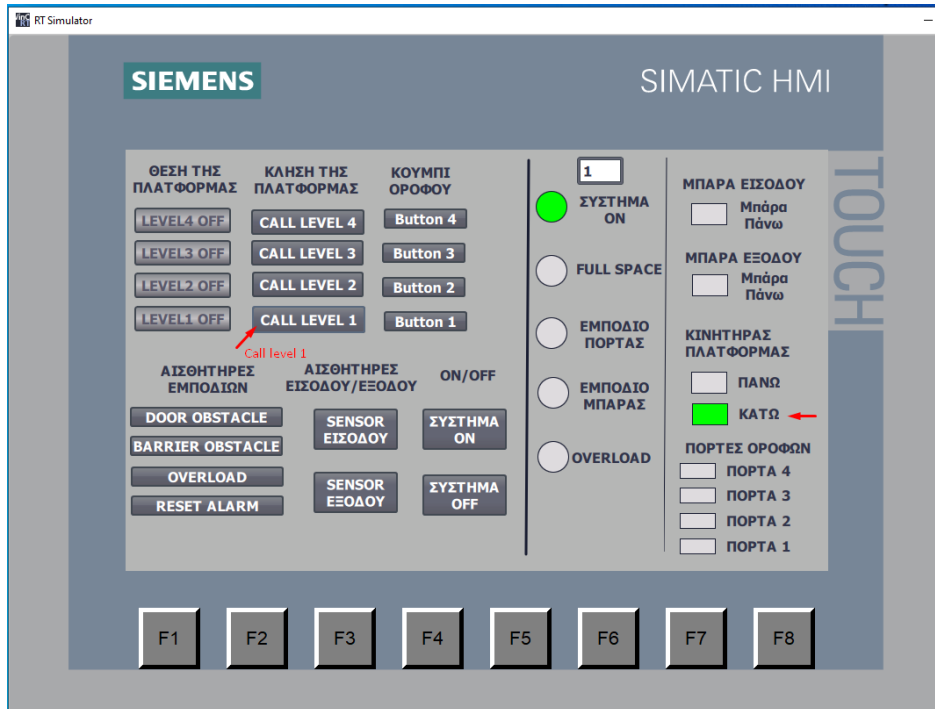 RT Simulator
SIEMENS
SIMATIC HMI
TOUCH
ΘΕΣΗ ΤΗΣ
ΠΛΑΤΦΟΡΜΑΣ
LEVEL4 OFF
LEVEL3 OFF
LEVEL2 OFF
LEVEL1 OFF
ΚΛΗΣΗ ΤΗΣ
ΠΛΑΤΦΟΡΜΑΣ
CALL LEVEL 4
CALL LEVEL 3
CALL LEVEL 2
CALL LEVEL 1
Call level 1
ΚΟΥΜΠΙ
ΟΡΟΦΟΥ
Button 4
Button 3
Button 2
Button 1
ΑΙΣΘΗΤΗΡΕΣ
ΕΜΠΟΔΙΩΝ
DOOR OBSTACLE
BARRIER OBSTACLE
OVERLOAD
RESET ALARM
ΑΙΣΘΗΤΗΡΕΣ
ΕΙΣΟΔΟΥ/ΕΞΟΔΟΥ
SENSOR
ΕΙΣΟΔΟΥ
SENSOR
ΕΞΟΔΟΥ
ON/OFF
ΣΥΣΤΗΜΑ
ON
ΣΥΣΤΗΜΑ
OFF
1
ΣΥΣΤΗΜΑ
ON
FULL SPACE
ΕΜΠΟΔΙΟ
ΠΟΡΤΑΣ
ΕΜΠΟΔΙΟ
ΜΠΑΡΑΣ
OVERLOAD
ΜΠΑΡΑ ΕΙΣΟΔΟΥ
Μπάρα
Πάνω
ΜΠΑΡΑ ΕΞΟΔΟΥ
Μπάρα
Πάνω
ΚΙΝΗΤΗΡΑΣ
ΠΛΑΤΦΟΡΜΑΣ
ΠΑΝΩ
ΚΑΤΩ
ΠΟΡΤΕΣ ΟΡΟΦΩΝ
ΠΟΡΤΑ 4
ΠΟΡΤΑ 3
ΠΟΡΤΑ 2
ΠΟΡΤΑ 1
F1
F2
F3
F4
F5
F6
F7
F8